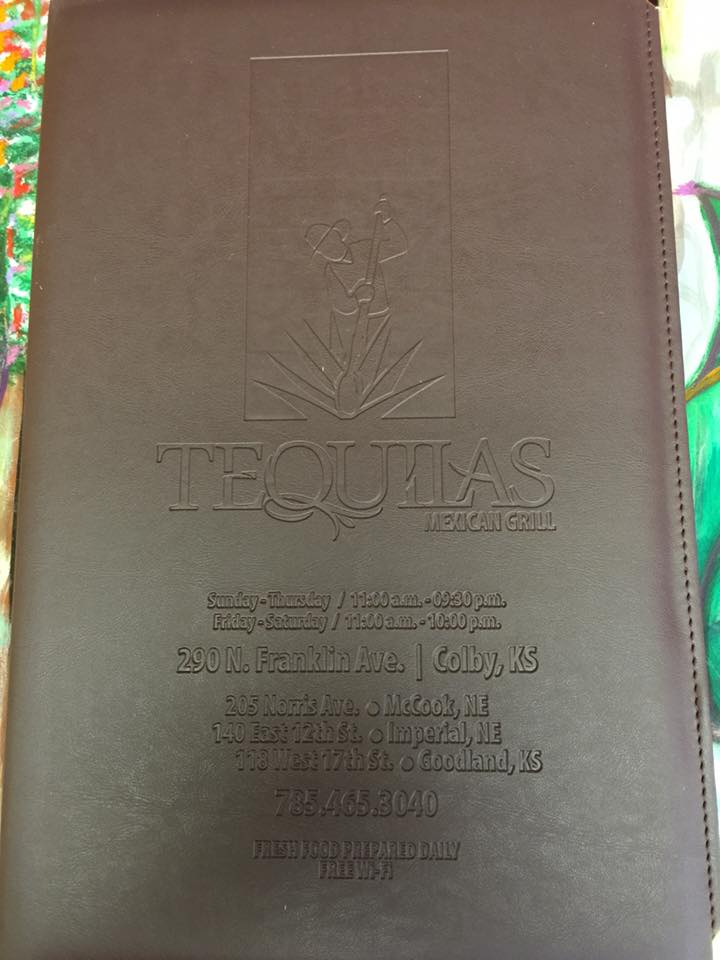 TEQUILAS
MEXICAN GRILL
Sunday - Thursday / 11:00 a.m. - 09:30 p.m.
Friday - Saturday / 11:00 a.m. - 10:00 p.m.
290 N. Franklin Ave. | Colby, KS
205 Norris Ave. ● McCook, NE
140 East 12th St. ● Imperial, NE
118 West 17th St. ● Goodland, KS
785.465.3040
FRESH FOOD PREPARED DAILY
FREE Wi-Fi